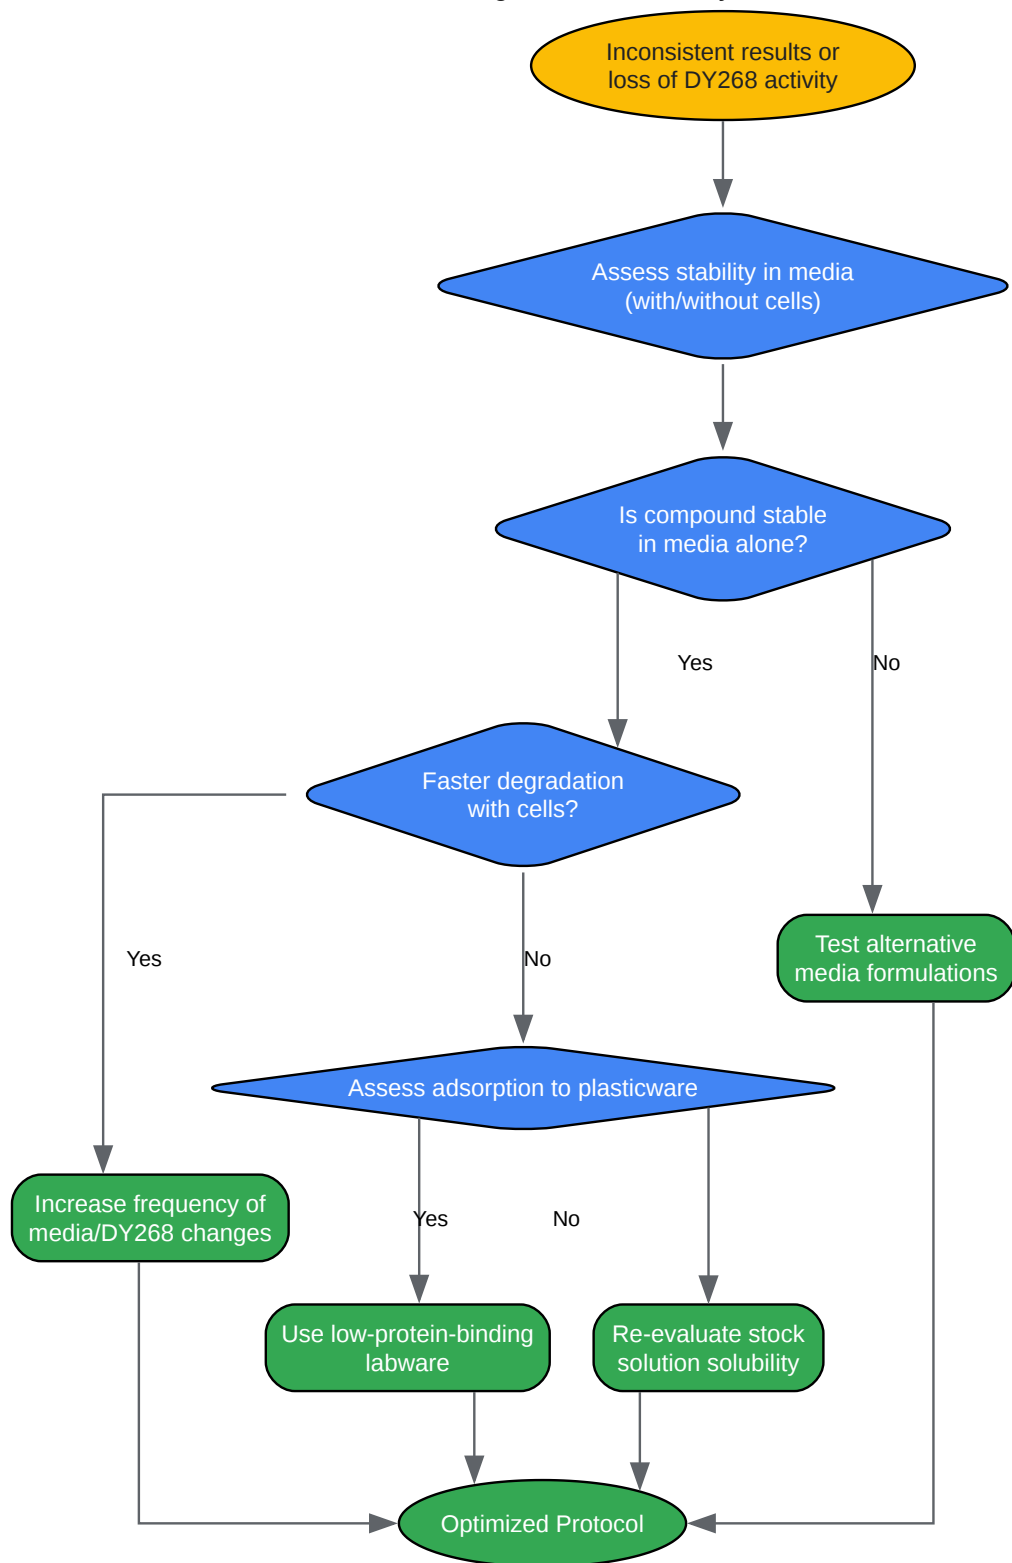 Inconsistent results or
loss of DY268 activity
Assess stability in media
(with/without cells)
Is compound stable
in media alone?
Yes
No
Faster degradation
with cells?
Yes
No
Test alternative
media formulations
Assess adsorption to plasticware
Increase frequency of
media/DY268 changes
Yes
No
Use low-protein-binding
labware
Re-evaluate stock
solution solubility
Optimized Protocol